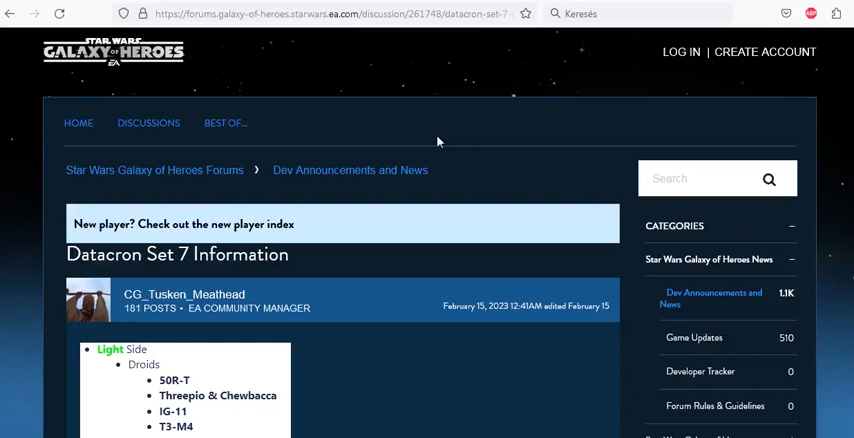 https://forums.galaxy-of-heroes.starwars.ea.com/discussion/261748/datacron-set-7-
Keresés
ABP
STAR WARS
GALAXY OF HEROES
EA
LOG IN | CREATE ACCOUNT
HOME DISCUSSIONS BEST OF...
Star Wars Galaxy of Heroes Forums › Dev Announcements and News
Search
New player? Check out the new player index
Datacron Set 7 Information
CG_Tusken_Meathead
181 POSTS • EA COMMUNITY MANAGER
February 15, 2023 12:41AM edited February 15
• Light Side
• Droids
• 50R-T
• Threepio & Chewbacca
• IG-11
• T3-M4
CATEGORIES –
Star Wars Galaxy of Heroes News –
Dev Announcements and 1.1K
News
Game Updates 510
Developer Tracker 0
Forum Rules & Guidelines 0